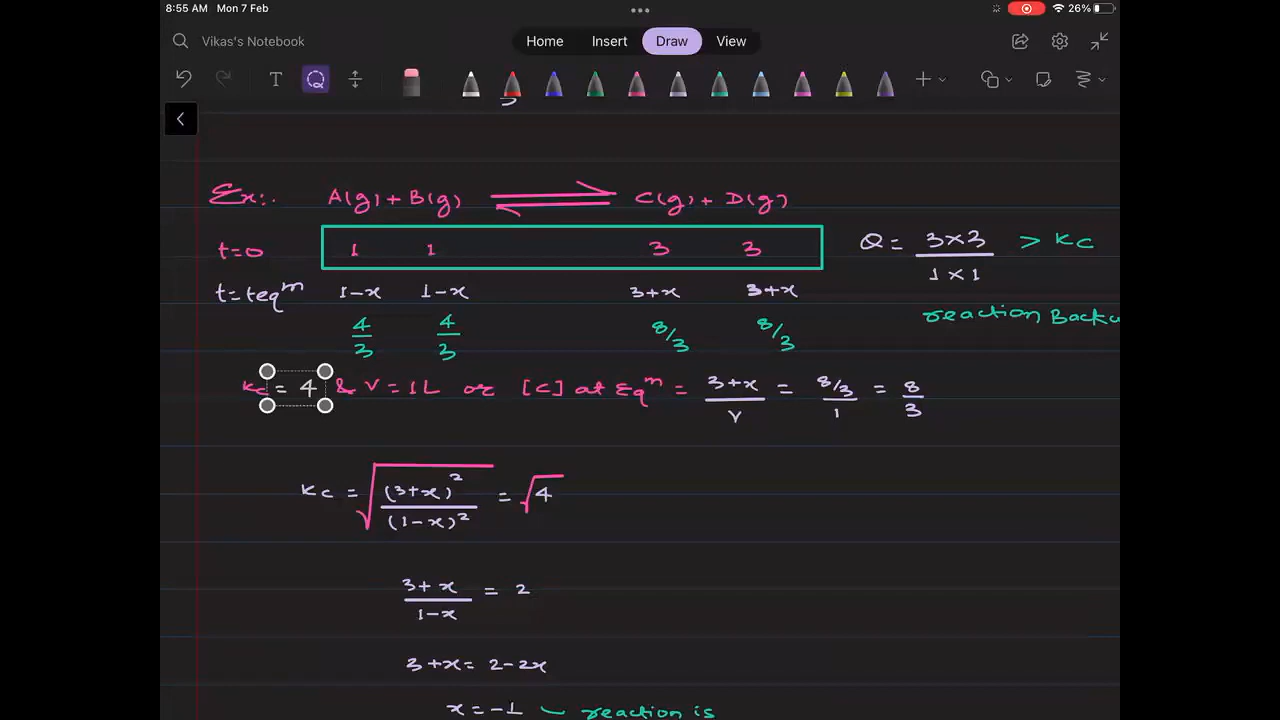 8:55 AM Mon 7 Feb
26%
Vikas's Notebook
Home Insert Draw View
Ex:. A(g) + B(g) ⇌ C(g) + D(g)
t=0 1 1 3 3
Q = 3×3 / 1×1 > Kc
t=teqm 1-x 1-x 3+x 3+x
4/3 4/3 8/3 8/3
reaction Backw
Kc = 4 & V = 1L or [C] at Eqm = 3+x / V = 8/3 / 1 = 8/3
Kc = √((3+x)² / (1-x)²) = √4
3+x / 1-x = 2
3+x = 2-2x
x = -1 reaction is